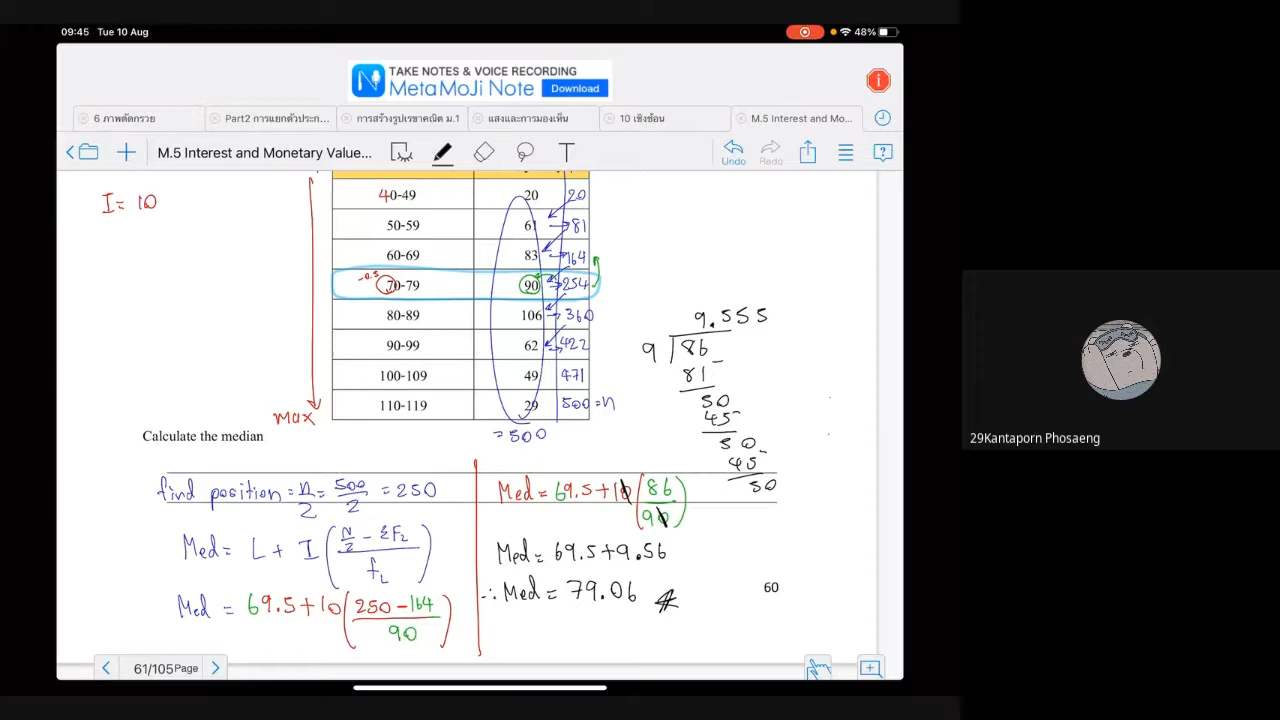 09:45 Tue 10 Aug 48%
TAKE NOTES & VOICE RECORDING
MetaMoJi Note Download
6 ภาพตัดกรวย
Part2 การแยกตัวประก...
การสร้างรูปเรขาคณิต ม.1
แสงและการมองเห็น
10 เชิงซ้อน
M.5 Interest and Mo...
M.5 Interest and Monetary Value... T Undo Redo
I = 10
40-49 20 20
50-59 61 81
60-69 83 164
-0.5
70-79 90 254
80-89 106 360
90-99 62 422
100-109 49 471
110-119 29 500 = n
max
= 500
Calculate the median
9.555
9 86
81
50
45
50
45
50
find position = n/2 = 500/2 = 250
Med = L + I (N/2 - ΣFL / fL)
Med = 69.5 + 10 (250 - 164 / 90)
Med = 69.5 + 10 (86 / 90)
Med = 69.5 + 9.56
∴ Med = 79.06
60
61/105Page
29Kantaporn Phosaeng